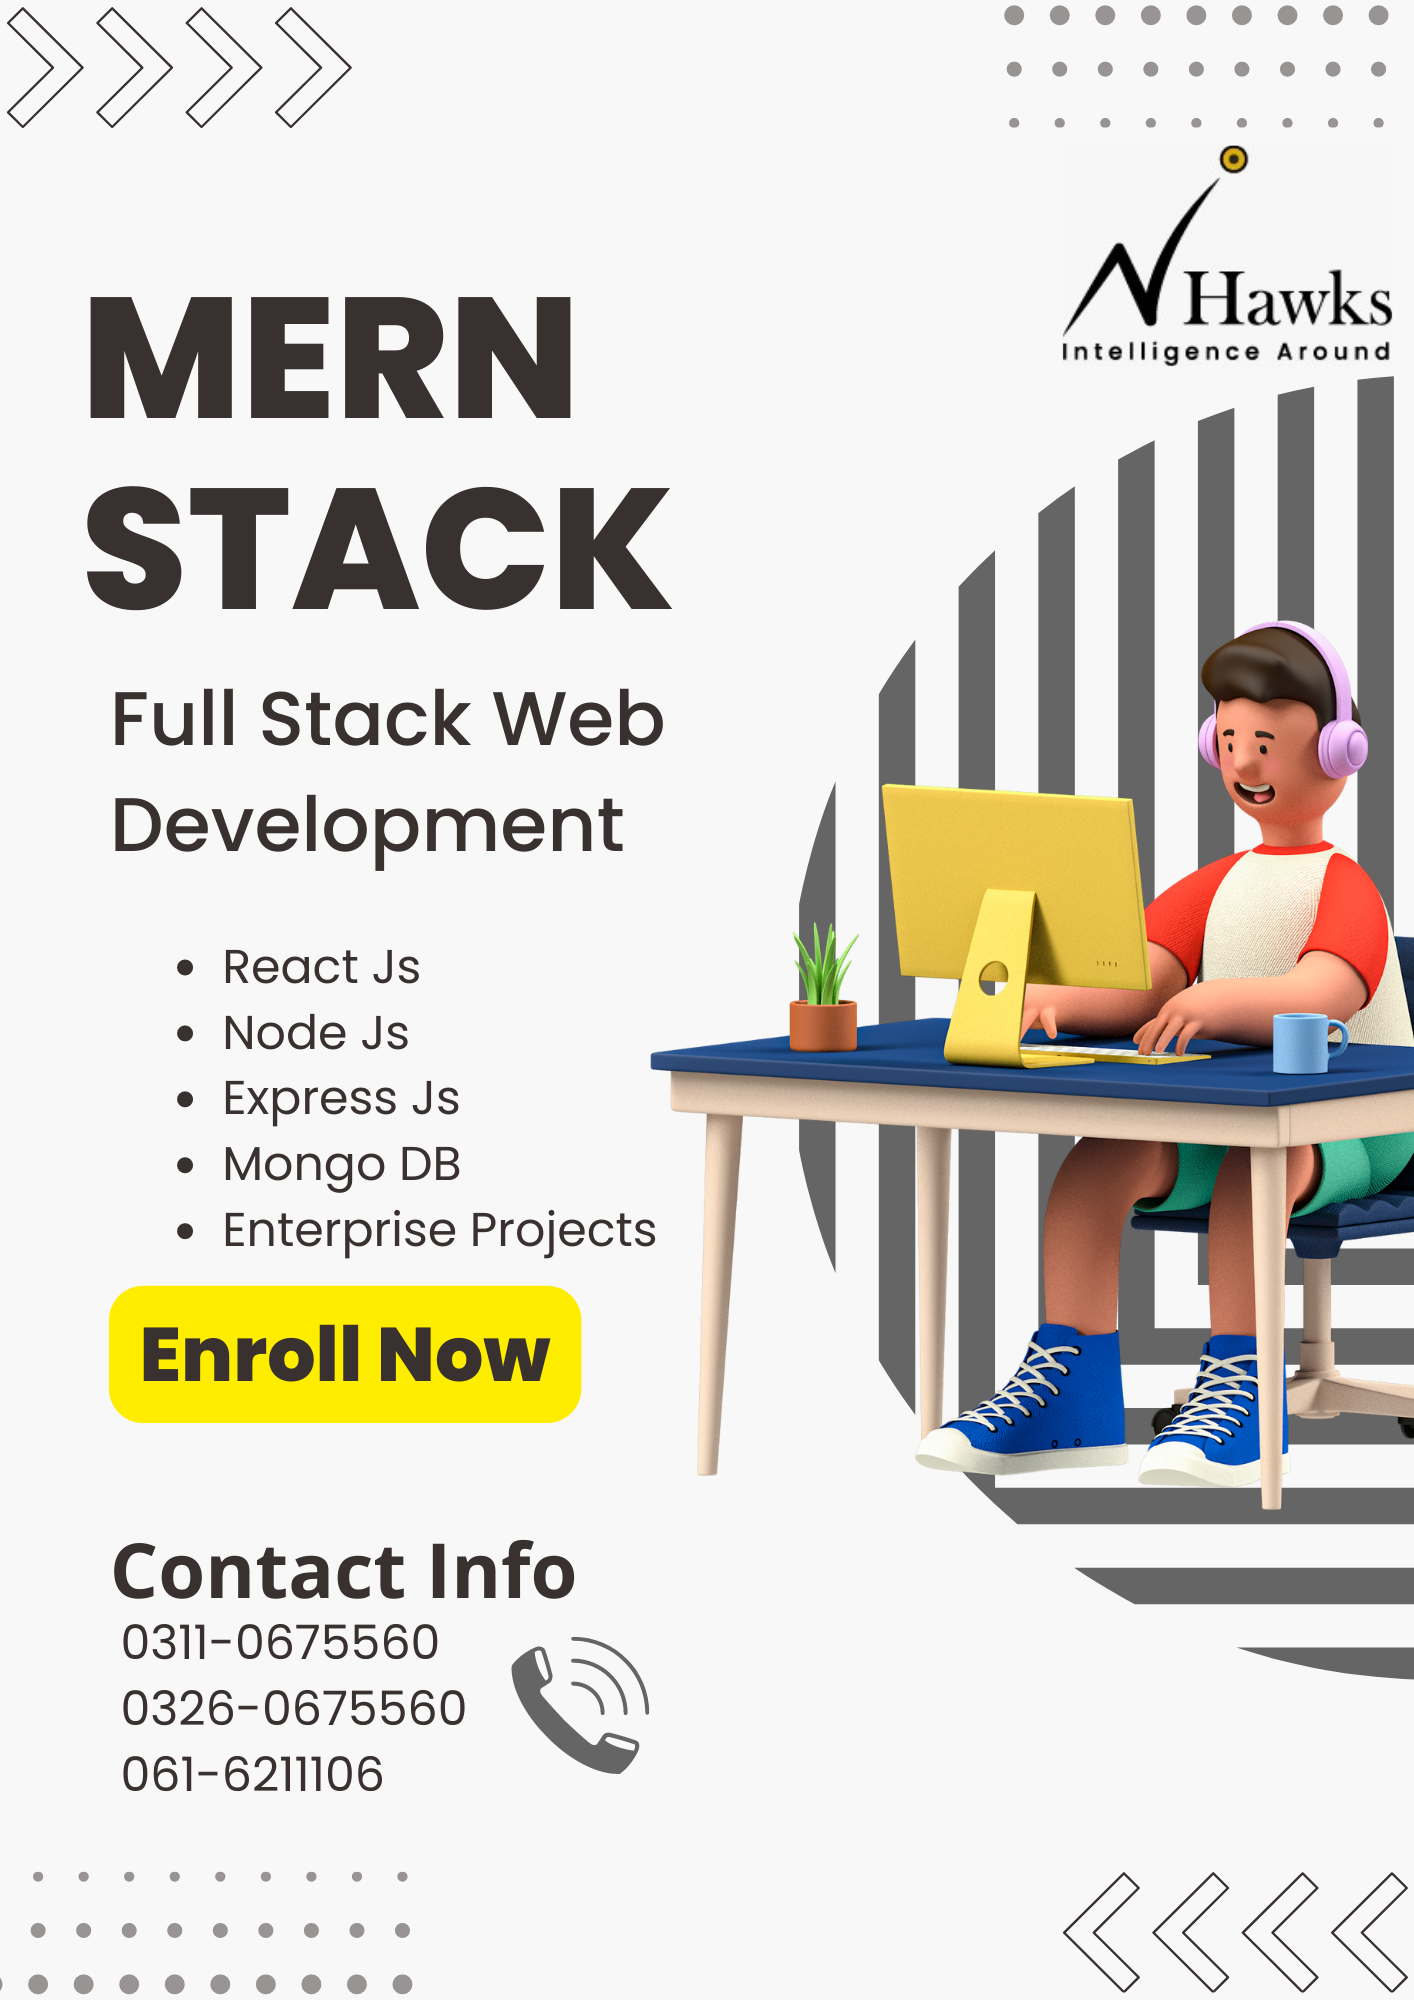 NHawks
Intelligence Around
MERN
STACK
Full Stack Web
Development
• React Js
• Node Js
• Express Js
• Mongo DB
• Enterprise Projects
Enroll Now
Contact Info
0311-0675560
0326-0675560
061-6211106